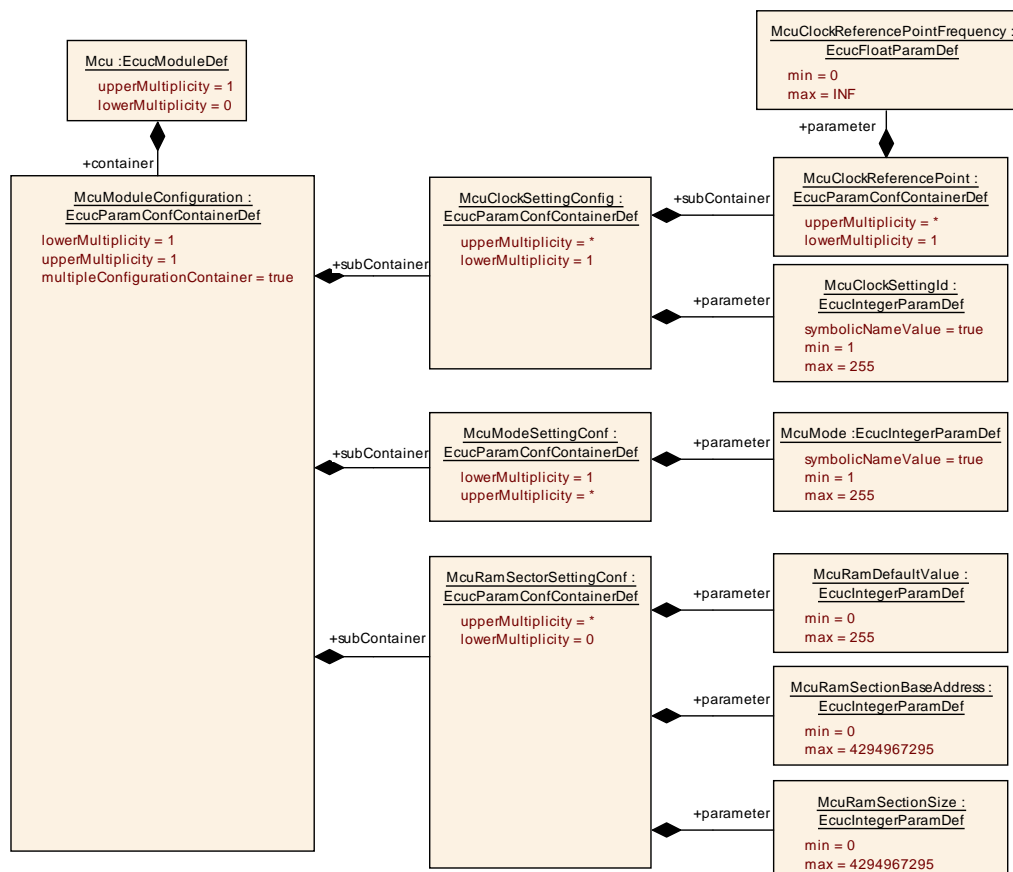 Mcu :EcucModuleDef
upperMultiplicity = 1
lowerMultiplicity = 0
+container
McuModuleConfiguration :
EcucParamConfContainerDef
lowerMultiplicity = 1
upperMultiplicity = 1
multipleConfigurationContainer = true
+subContainer
McuClockSettingConfig :
EcucParamConfContainerDef
upperMultiplicity = *
lowerMultiplicity = 1
+subContainer
McuClockReferencePointFrequency :
EcucFloatParamDef
min = 0
max = INF
+parameter
McuClockReferencePoint :
EcucParamConfContainerDef
upperMultiplicity = *
lowerMultiplicity = 1
+parameter
McuClockSettingId :
EcucIntegerParamDef
symbolicNameValue = true
min = 1
max = 255
+subContainer
McuModeSettingConf :
EcucParamConfContainerDef
lowerMultiplicity = 1
upperMultiplicity = *
+parameter
McuMode :EcucIntegerParamDef
symbolicNameValue = true
min = 1
max = 255
+subContainer
McuRamSectorSettingConf :
EcucParamConfContainerDef
upperMultiplicity = *
lowerMultiplicity = 0
+parameter
McuRamDefaultValue :
EcucIntegerParamDef
min = 0
max = 255
+parameter
McuRamSectionBaseAddress :
EcucIntegerParamDef
min = 0
max = 4294967295
+parameter
McuRamSectionSize :
EcucIntegerParamDef
min = 0
max = 4294967295